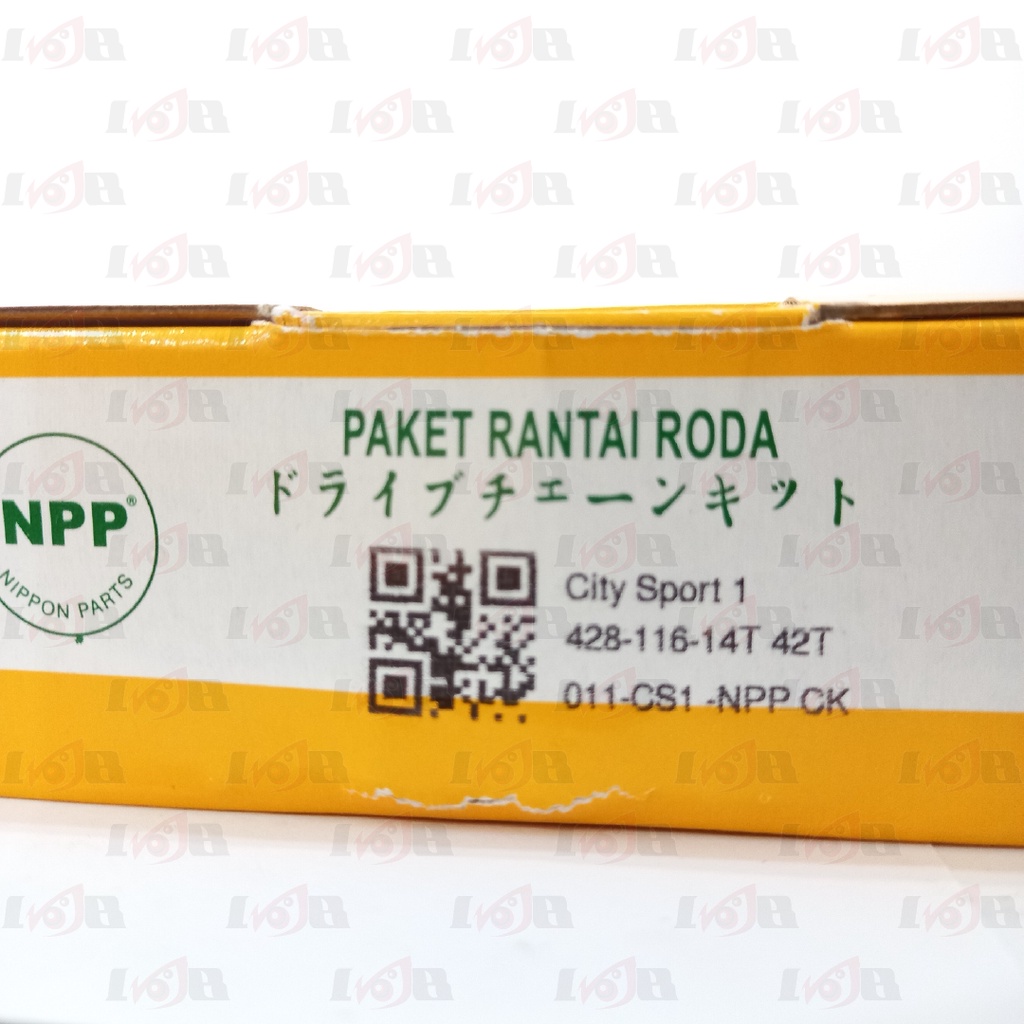 PAKET RANTAI RODA
ドライブチェーンキット
NPP®
NIPPON PARTS
City Sport 1
428-116-14T 42T
011-CS1 -NPP CK